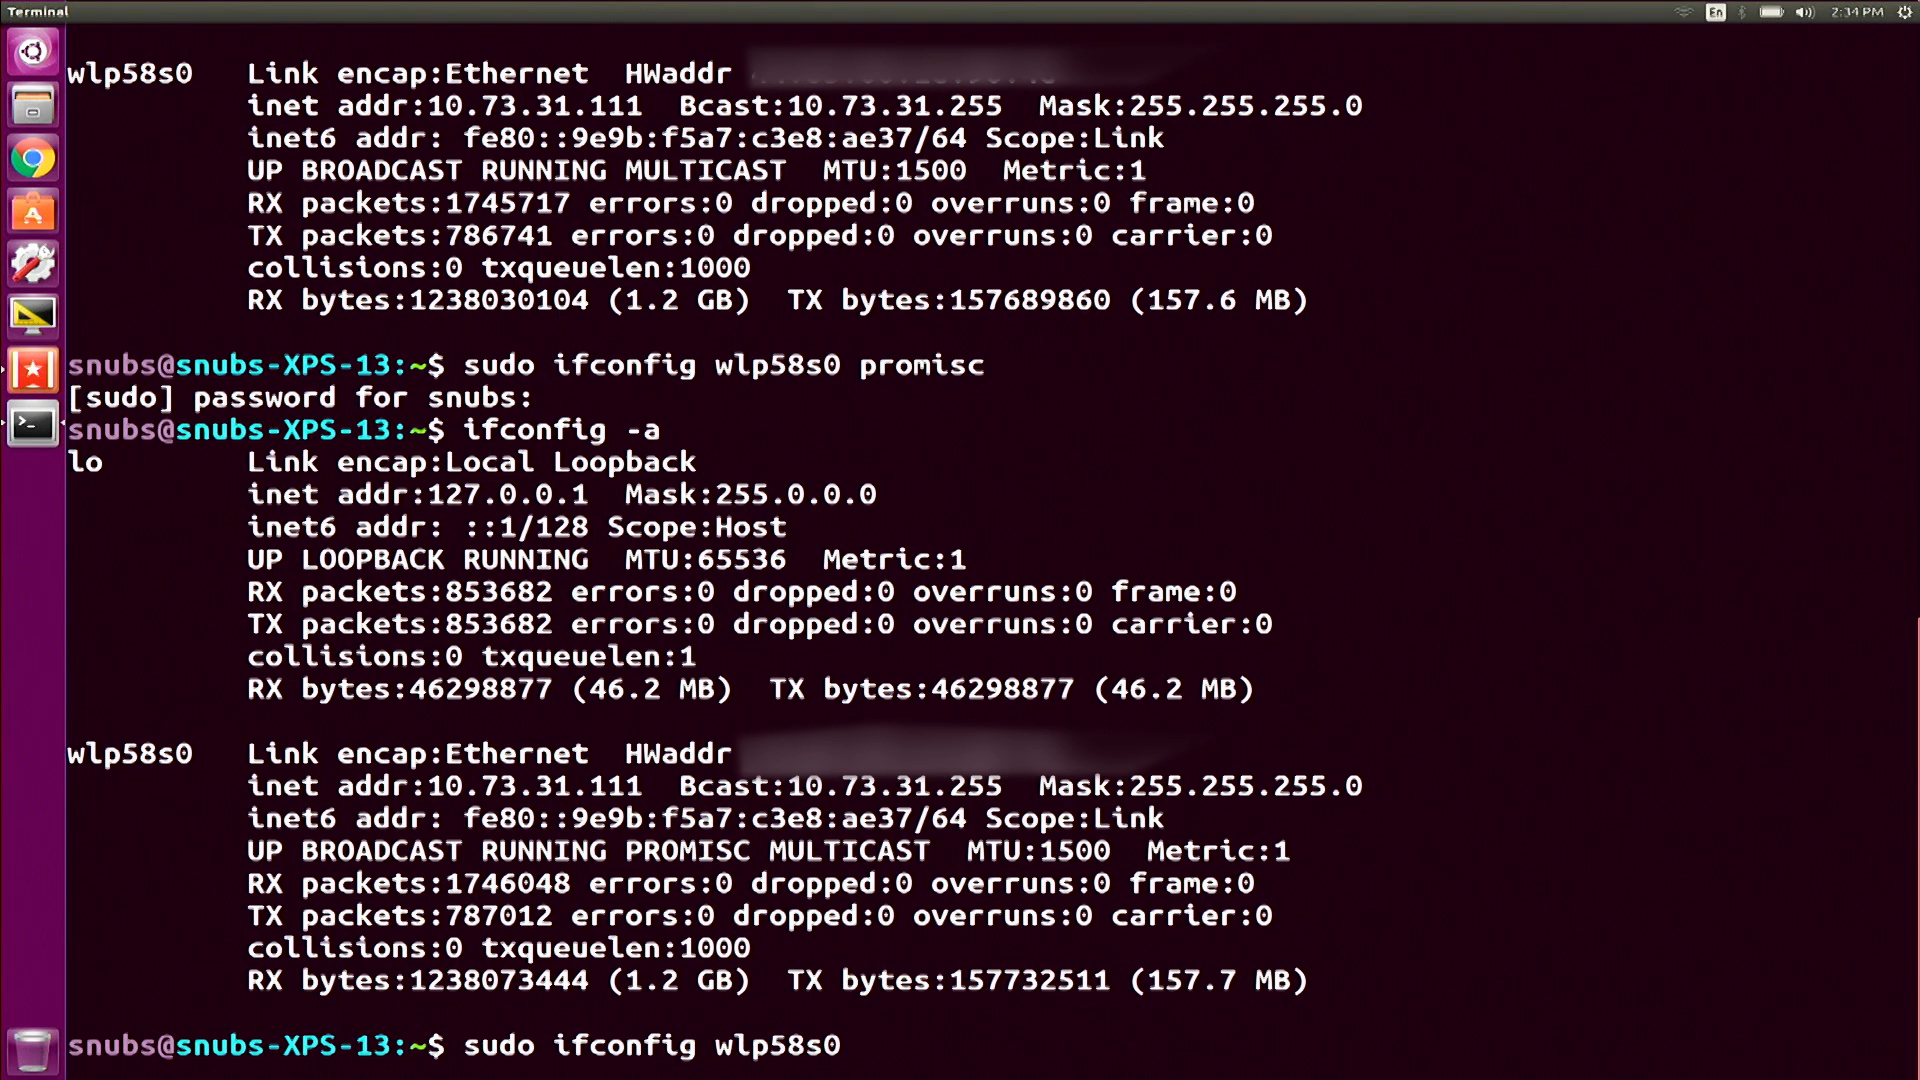 Terminal
En
2:34 PM
wlp58s0   Link encap:Ethernet  HWaddr
          inet addr:10.73.31.111  Bcast:10.73.31.255  Mask:255.255.255.0
          inet6 addr: fe80::9e9b:f5a7:c3e8:ae37/64 Scope:Link
          UP BROADCAST RUNNING MULTICAST  MTU:1500  Metric:1
          RX packets:1745717 errors:0 dropped:0 overruns:0 frame:0
          TX packets:786741 errors:0 dropped:0 overruns:0 carrier:0
          collisions:0 txqueuelen:1000
          RX bytes:1238030104 (1.2 GB)  TX bytes:157689860 (157.6 MB)
snubs@snubs-XPS-13:~$ sudo ifconfig wlp58s0 promisc
[sudo] password for snubs:
snubs@snubs-XPS-13:~$ ifconfig -a
lo        Link encap:Local Loopback
          inet addr:127.0.0.1  Mask:255.0.0.0
          inet6 addr: ::1/128 Scope:Host
          UP LOOPBACK RUNNING  MTU:65536  Metric:1
          RX packets:853682 errors:0 dropped:0 overruns:0 frame:0
          TX packets:853682 errors:0 dropped:0 overruns:0 carrier:0
          collisions:0 txqueuelen:1
          RX bytes:46298877 (46.2 MB)  TX bytes:46298877 (46.2 MB)
wlp58s0   Link encap:Ethernet  HWaddr
          inet addr:10.73.31.111  Bcast:10.73.31.255  Mask:255.255.255.0
          inet6 addr: fe80::9e9b:f5a7:c3e8:ae37/64 Scope:Link
          UP BROADCAST RUNNING PROMISC MULTICAST  MTU:1500  Metric:1
          RX packets:1746048 errors:0 dropped:0 overruns:0 frame:0
          TX packets:787012 errors:0 dropped:0 overruns:0 carrier:0
          collisions:0 txqueuelen:1000
          RX bytes:1238073444 (1.2 GB)  TX bytes:157732511 (157.7 MB)
snubs@snubs-XPS-13:~$ sudo ifconfig wlp58s0